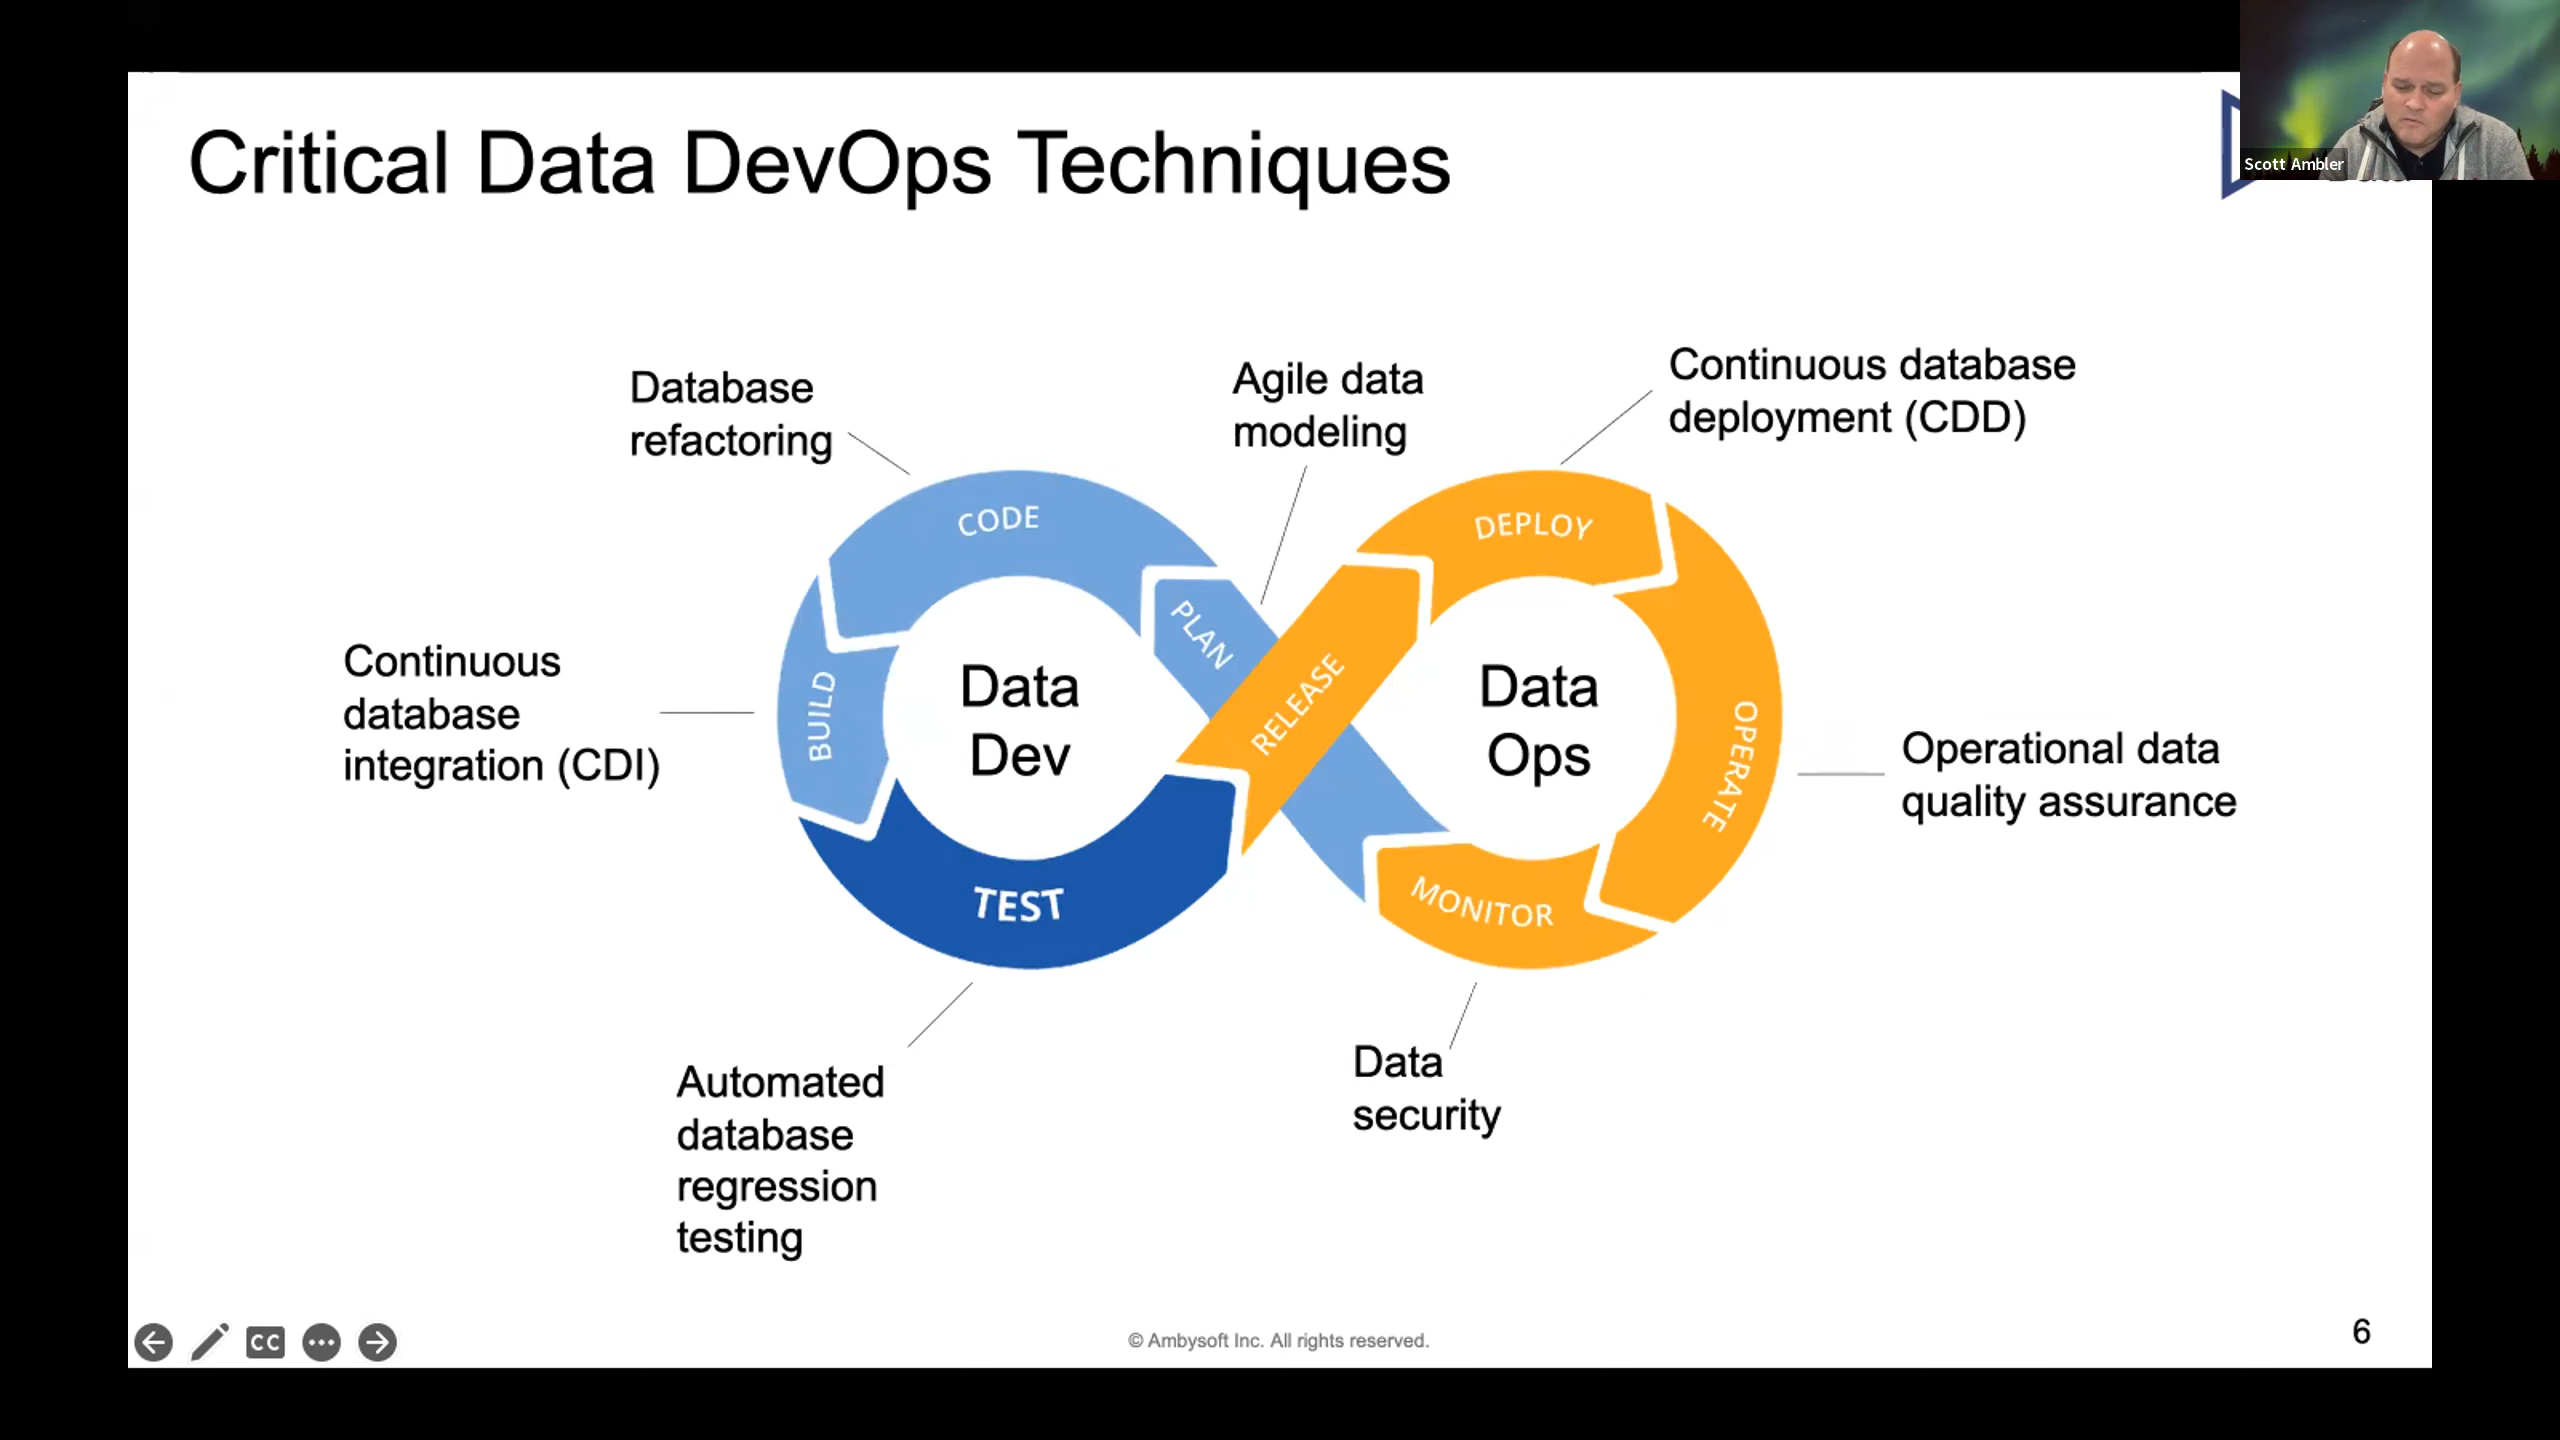 Critical Data DevOps Techniques
Scott Ambler
Database
refactoring
Agile data
modeling
Continuous database
deployment (CDD)
CODE
DEPLOY
PLAN
Continuous
database
integration (CDI)
BUILD
Data
Dev
RELEASE
Data
Ops
OPERATE
Operational data
quality assurance
TEST
MONITOR
Automated
database
regression
testing
Data
security
CC
© Ambysoft Inc. All rights reserved.
6